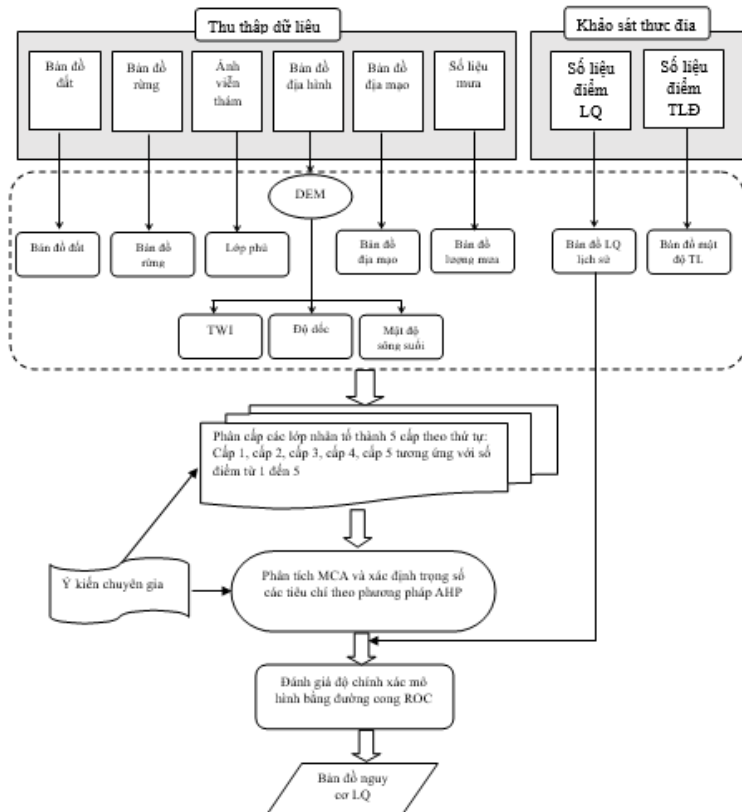 Thu thập dữ liệu
Khảo sát thực địa
Bản đồ
đất
Bản đồ
rừng
Ảnh
viễn
thám
Bản đồ
địa hình
Bản đồ
địa mạo
Số liệu
mưa
Số liệu
điểm
LQ
Số liệu
điểm
TLĐ
DEM
Bản đồ đất
Bản đồ
rừng
Lớp phủ
Bản đồ
địa mạo
Bản đồ
lượng mưa
Bản đồ LQ
lịch sử
Bản đồ mật
độ TL
TWI
Độ dốc
Mật độ
sông suối
Phân cấp các lớp nhân tố thành 5 cấp theo thứ tự:
Cấp 1, cấp 2, cấp 3, cấp 4, cấp 5 tương ứng với số
điểm từ 1 đến 5
Ý kiến chuyên gia
Phân tích MCA và xác định trọng số
các tiêu chí theo phương pháp AHP
Đánh giá độ chính xác mô
hình bằng đường cong ROC
Bản đồ nguy
cơ LQ